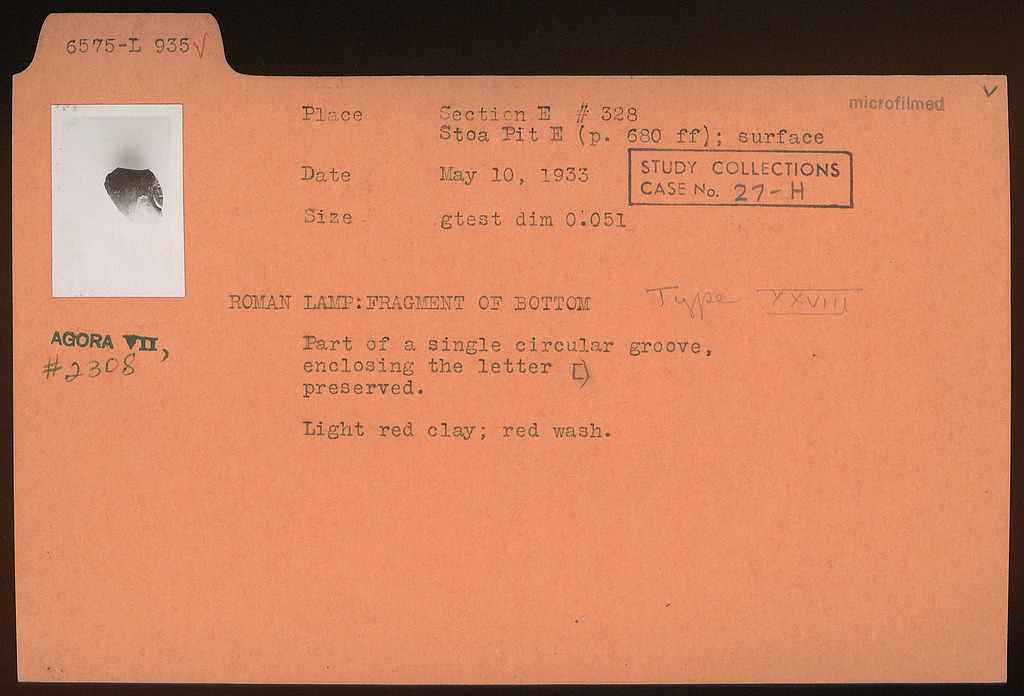 6575-L 935 √
microfilmed
Place Section E # 328
Stoa Pit E (p. 680 ff); surface
Date May 10, 1933
STUDY COLLECTIONS
CASE No. 27-H
Size gtest dim 0.051
ROMAN LAMP:FRAGMENT OF BOTTOM Type XXVIII
AGORA VII,
#2308
Part of a single circular groove,
enclosing the letter
preserved.
Light red clay; red wash.